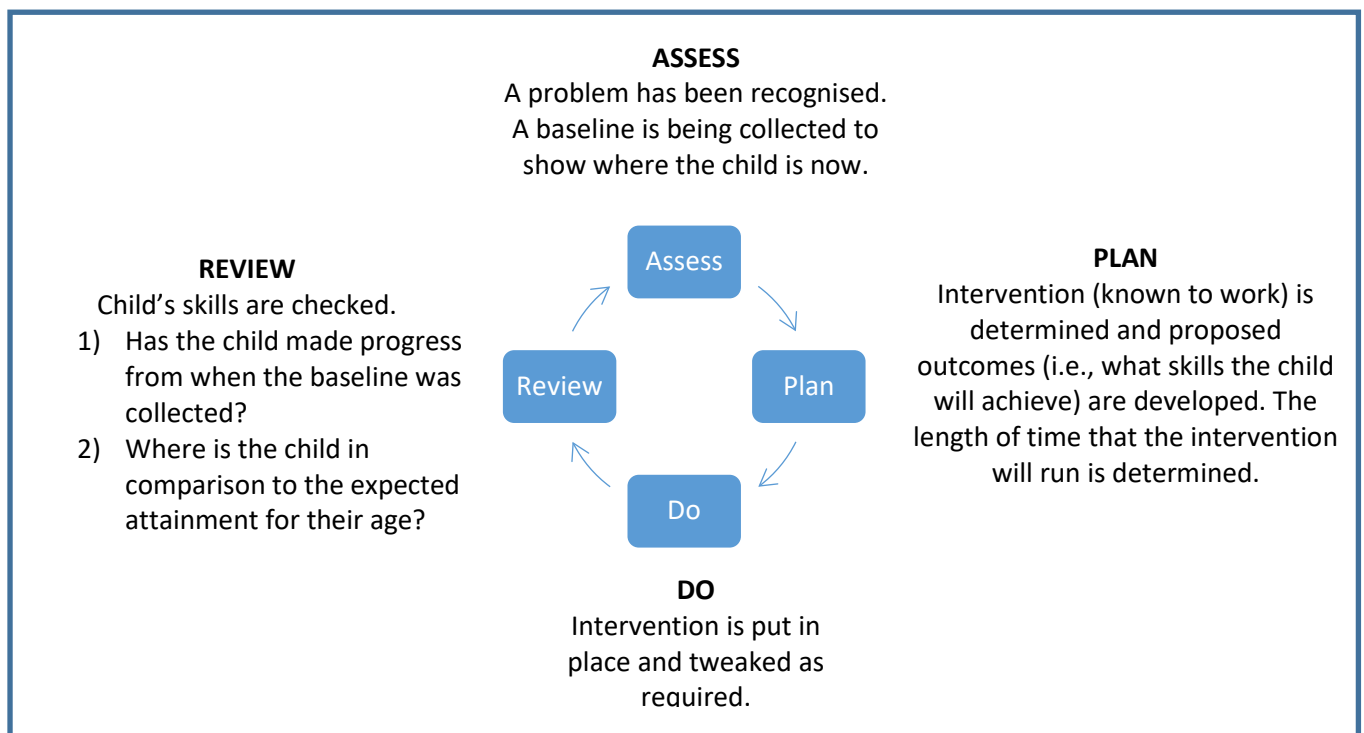 ASSESS
A problem has been recognised.
A baseline is being collected to
show where the child is now.
Assess
REVIEW
Child’s skills are checked.
1) Has the child made progress
from when the baseline was
collected?
2) Where is the child in
comparison to the expected
attainment for their age?
Review
Plan
PLAN
Intervention (known to work) is
determined and proposed
outcomes (i.e., what skills the child
will achieve) are developed. The
length of time that the intervention
will run is determined.
Do
DO
Intervention is put in
place and tweaked as
required.